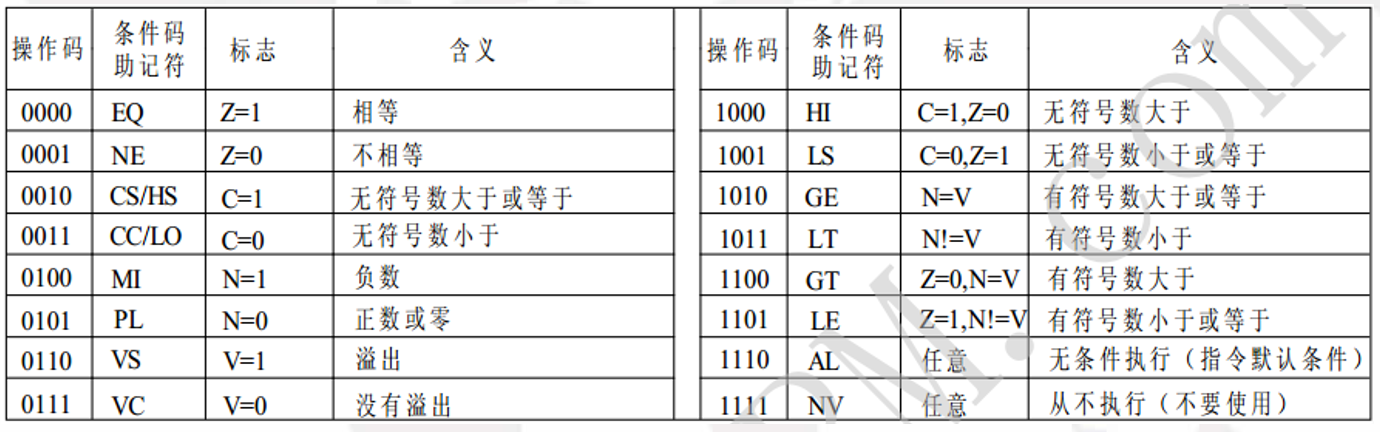 操作码 条件码助记符 标志 含义 操作码 条件码助记符 标志 含义
0000 EQ Z=1 相等 1000 HI C=1,Z=0 无符号数大于
0001 NE Z=0 不相等 1001 LS C=0,Z=1 无符号数小于或等于
0010 CS/HS C=1 无符号数大于或等于 1010 GE N=V 有符号数大于或等于
0011 CC/LO C=0 无符号数小于 1011 LT N!=V 有符号数小于
0100 MI N=1 负数 1100 GT Z=0,N=V 有符号数大于
0101 PL N=0 正数或零 1101 LE Z=1,N!=V 有符号数小于或等于
0110 VS V=1 溢出 1110 AL 任意 无条件执行（指令默认条件）
0111 VC V=0 没有溢出 1111 NV 任意 从不执行（不要使用）